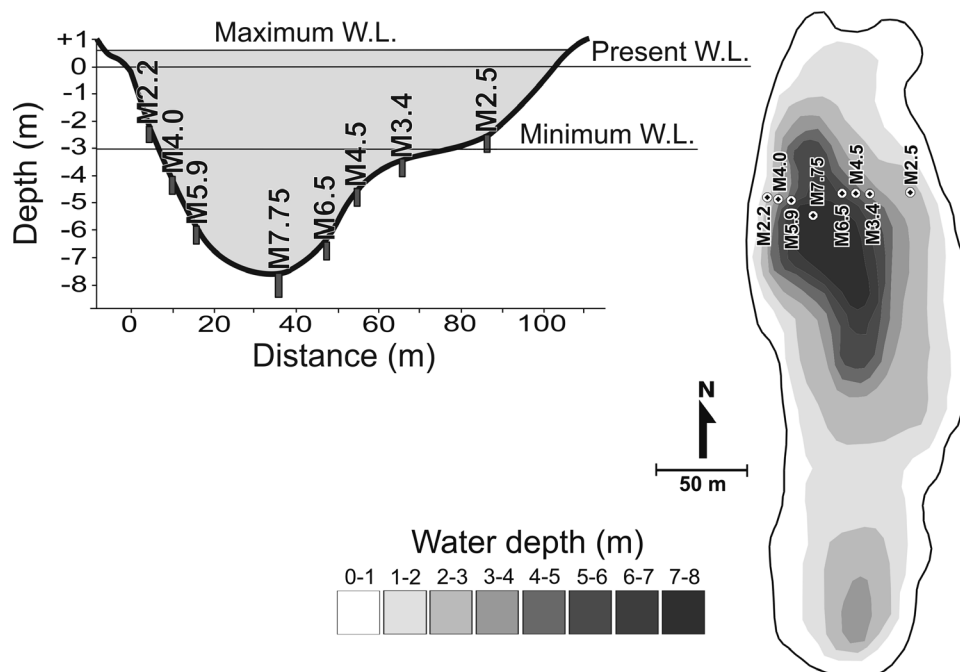 Maximum W.L.
Present W.L.
Minimum W.L.
Depth (m)
+1
0
-1
-2
-3
-4
-5
-6
-7
-8
M2.2
M4.0
M5.9
M7.75
M6.5
M4.5
M3.4
M2.5
0 20 40 60 80 100
Distance (m)
M2.2
M4.0
M5.9
M7.75
M6.5
M4.5
M3.4
M2.5
N
50 m
Water depth (m)
0-1 1-2 2-3 3-4 4-5 5-6 6-7 7-8